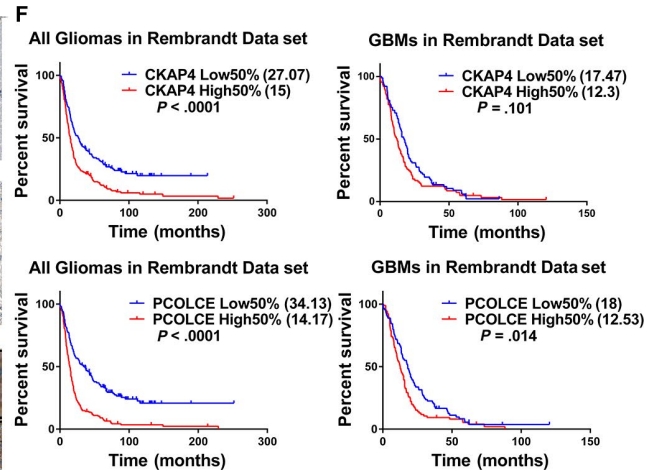 F
All Gliomas in Rembrandt Data set
CKAP4 Low50% (27.07)
CKAP4 High50% (15)
P < .0001
Percent survival
100
50
0
0 100 200 300
Time (months)
GBMs in Rembrandt Data set
CKAP4 Low50% (17.47)
CKAP4 High50% (12.3)
P = .101
Percent survival
100
50
0
0 50 100 150
Time (months)
All Gliomas in Rembrandt Data set
PCOLCE Low50% (34.13)
PCOLCE High50% (14.17)
P < .0001
Percent survival
100
50
0
0 100 200 300
Time (months)
GBMs in Rembrandt Data set
PCOLCE Low50% (18)
PCOLCE High50% (12.53)
P = .014
Percent survival
100
50
0
0 50 100 150
Time (months)